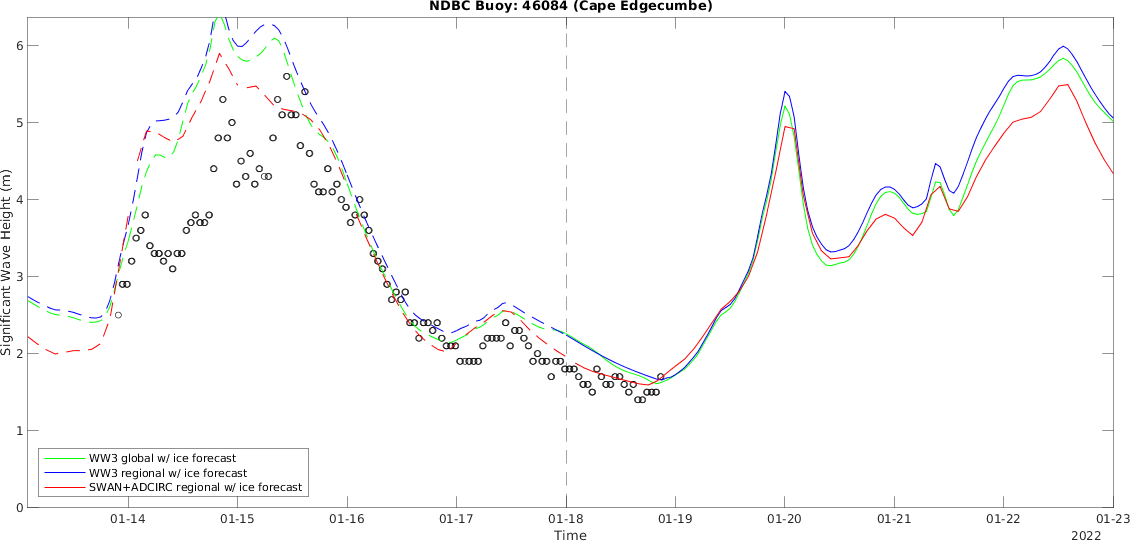 NDBC Buoy: 46084 (Cape Edgecumbe)
Significant Wave Height (m)
6
5
4
3
2
1
0
WW3 global w/ ice forecast
WW3 regional w/ ice forecast
SWAN+ADCIRC regional w/ ice forecast
01-14 01-15 01-16 01-17 01-18 01-19 01-20 01-21 01-22 01-23
Time
2022